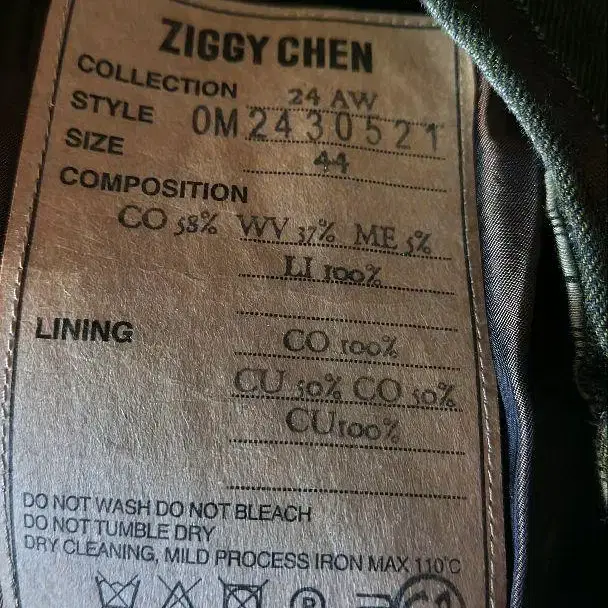 ZIGGY CHEN
COLLECTION 24 AW
STYLE 0M2430521
SIZE 44
COMPOSITION
CO 58% WV 37% ME 5%
LI 100%
LINING CO 100%
CU 50% CO 50%
CU100%
DO NOT WASH DO NOT BLEACH
DO NOT TUMBLE DRY
DRY CLEANING, MILD PROCESS IRON MAX 110°C
P